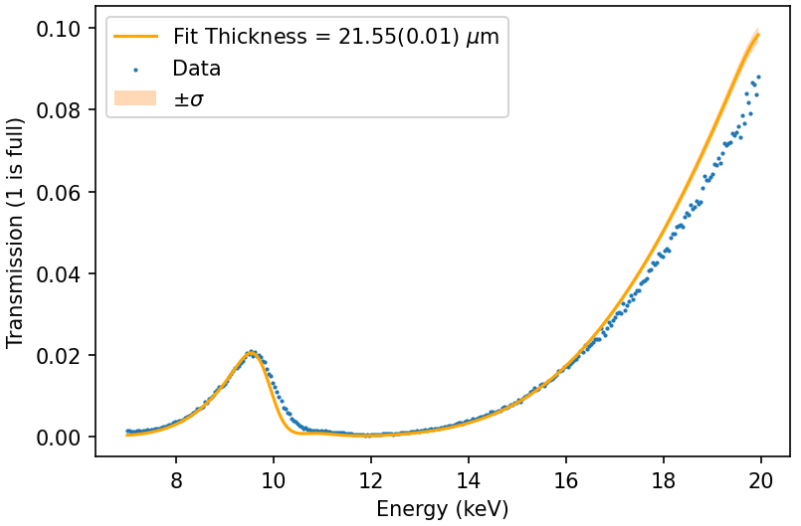 Fit Thickness = 21.55(0.01) μm
Data
±σ
Transmission (1 is full)
0.10
0.08
0.06
0.04
0.02
0.00
8 10 12 14 16 18 20
Energy (keV)